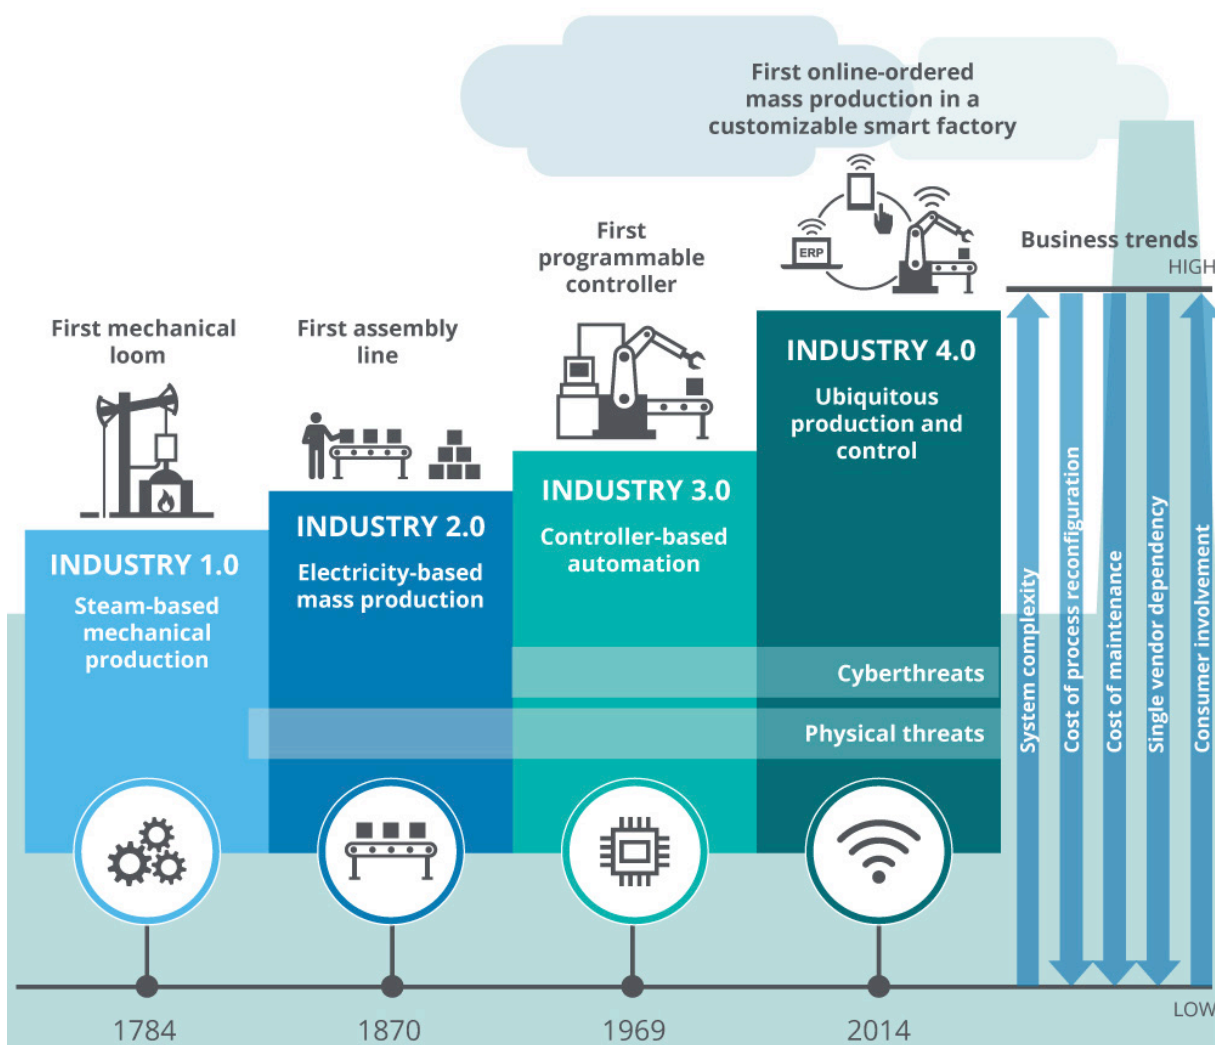 First online-ordered
mass production in a
customizable smart factory
First
programmable
controller
ERP
Business trends
HIGH
First mechanical
loom
First assembly
line
INDUSTRY 4.0
Ubiquitous
production and
control
INDUSTRY 3.0
Controller-based
automation
INDUSTRY 2.0
Electricity-based
mass production
INDUSTRY 1.0
Steam-based
mechanical
production
Cyberthreats
Physical threats
System complexity
Cost of process reconfiguration
Cost of maintenance
Single vendor dependency
Consumer involvement
LOW
1784
1870
1969
2014